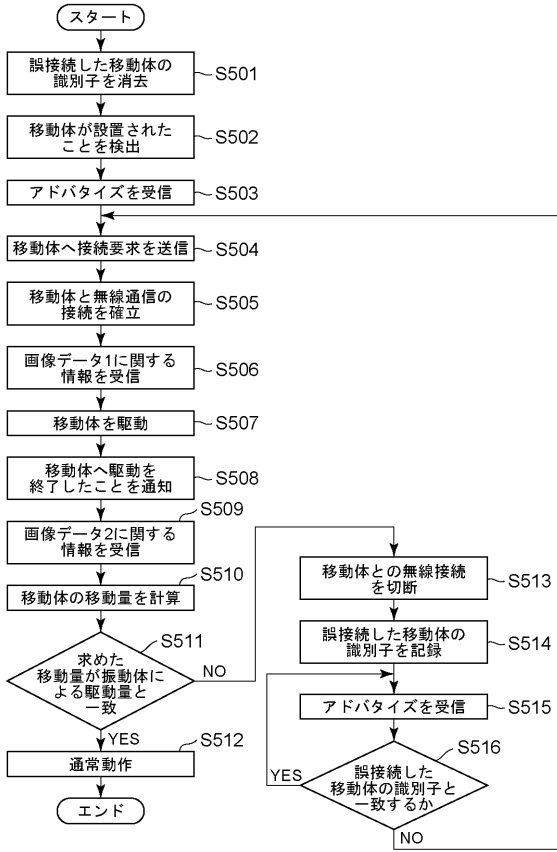 スタート
誤接続した移動体の
識別子を消去
S501
移動体が設置された
ことを検出
S502
アドバタイズを受信
S503
移動体へ接続要求を送信
S504
移動体と無線通信の
接続を確立
S505
画像データ1に関する
情報を受信
S506
移動体を駆動
S507
移動体へ駆動を
終了したことを通知
S508
画像データ2に関する
情報を受信
S509
移動体の移動量を計算
S510
求めた
移動量が振動体に
よる駆動量と
一致
S511
NO
YES
通常動作
S512
エンド
移動体との無線接続
を切断
S513
誤接続した移動体の
識別子を記録
S514
アドバタイズを受信
S515
誤接続した
移動体の識別子と
一致するか
S516
YES
NO